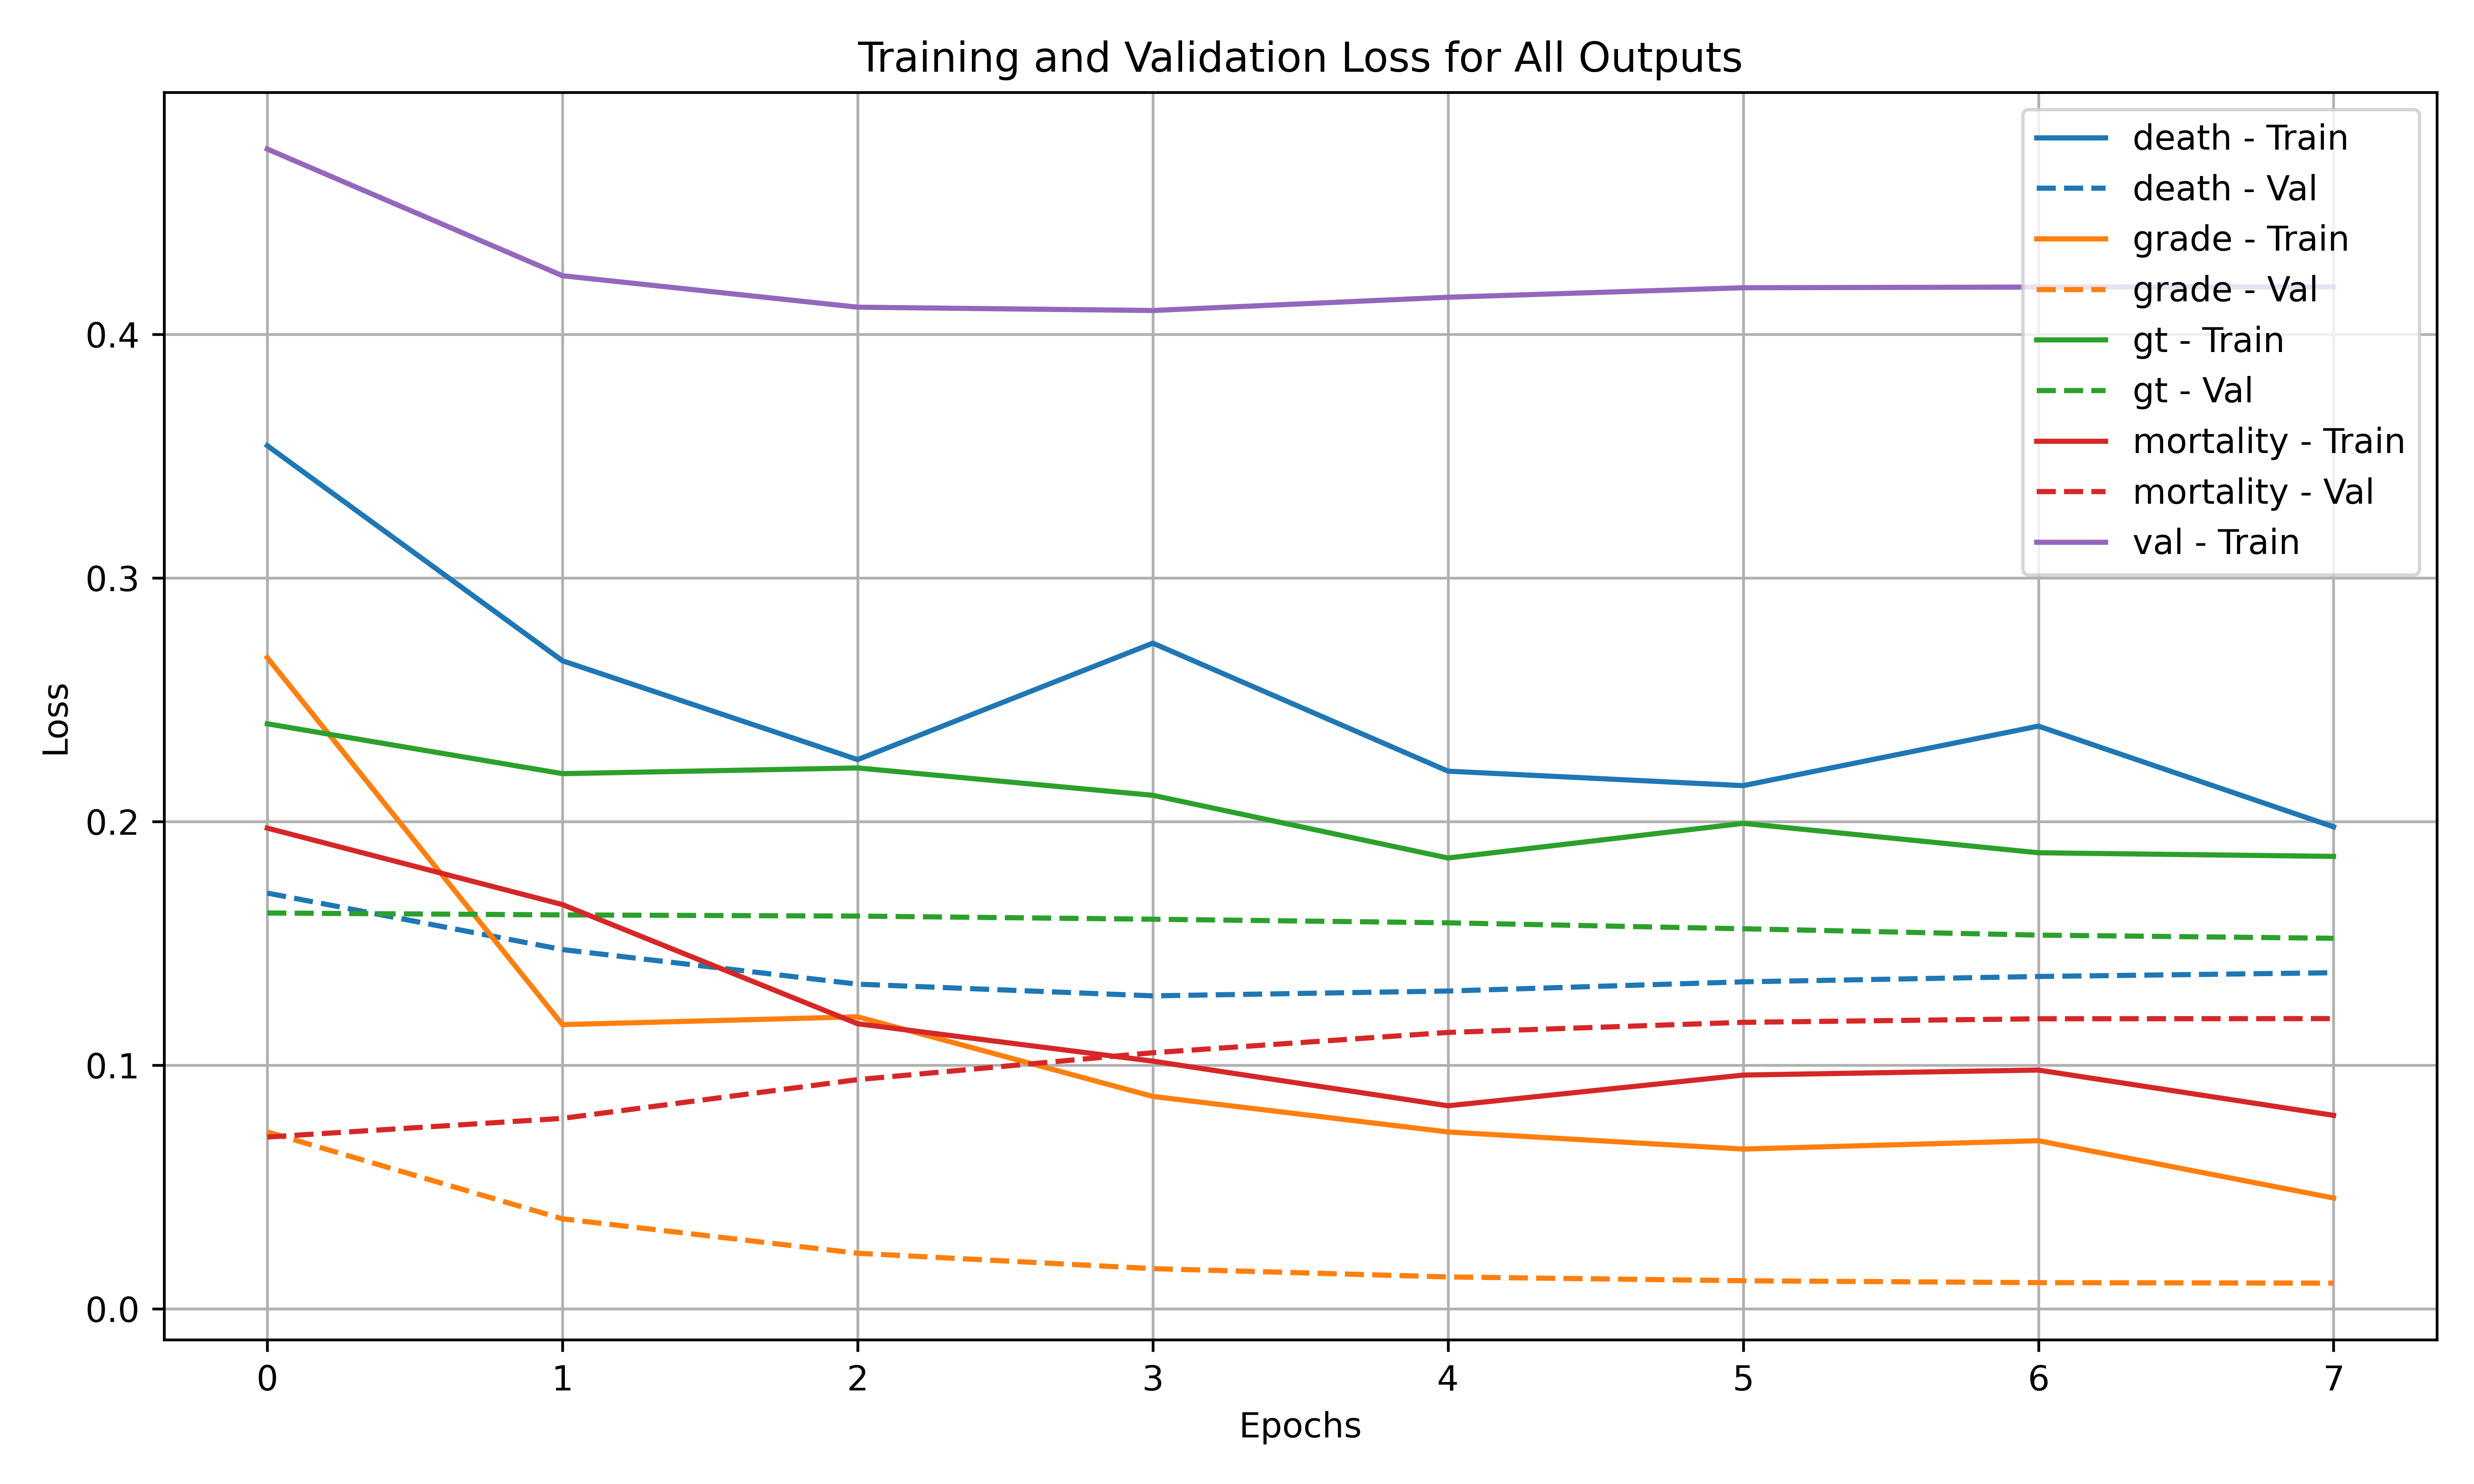 Training and Validation Loss for All Outputs
death - Train
death - Val
grade - Train
grade - Val
gt - Train
gt - Val
mortality - Train
mortality - Val
val - Train
Loss
0.4
0.3
0.2
0.1
0.0
0 1 2 3 4 5 6 7
Epochs